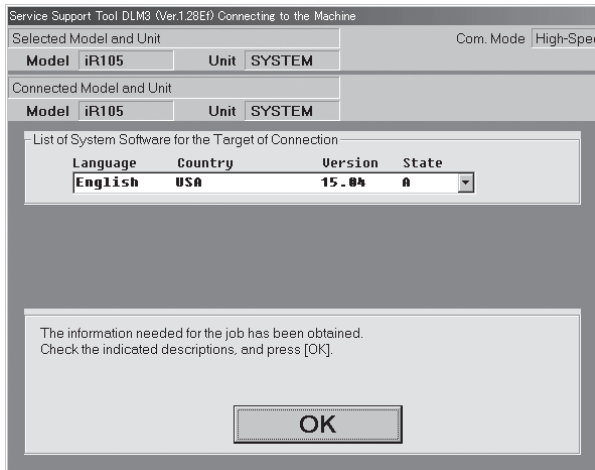 Service Support Tool DLM3 (Ver.1.28Ef) Connecting to the Machine
Selected Model and Unit Com. Mode High-Spee
Model iR105 Unit SYSTEM
Connected Model and Unit
Model iR105 Unit SYSTEM
List of System Software for the Target of Connection
Language Country Version State
English USA 15.04 A
The information needed for the job has been obtained.
Check the indicated descriptions, and press [OK].
OK